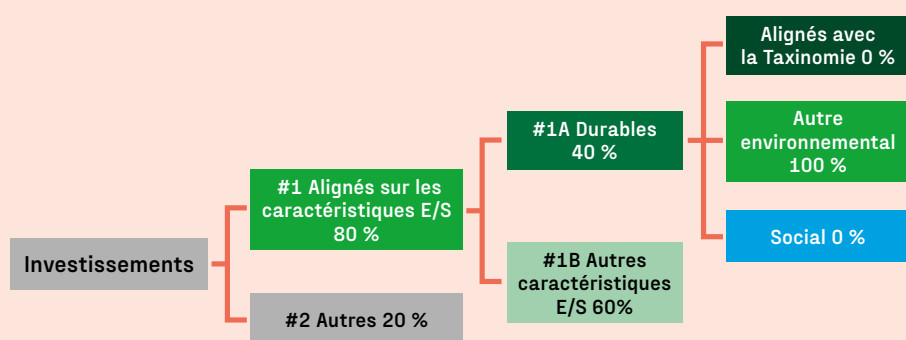 Investissements
#1 Alignés sur les
caractéristiques E/S
80 %
#2 Autres 20 %
#1A Durables
40 %
#1B Autres
caractéristiques
E/S 60%
Alignés avec
la Taxinomie 0 %
Autre
environnemental
100 %
Social 0 %